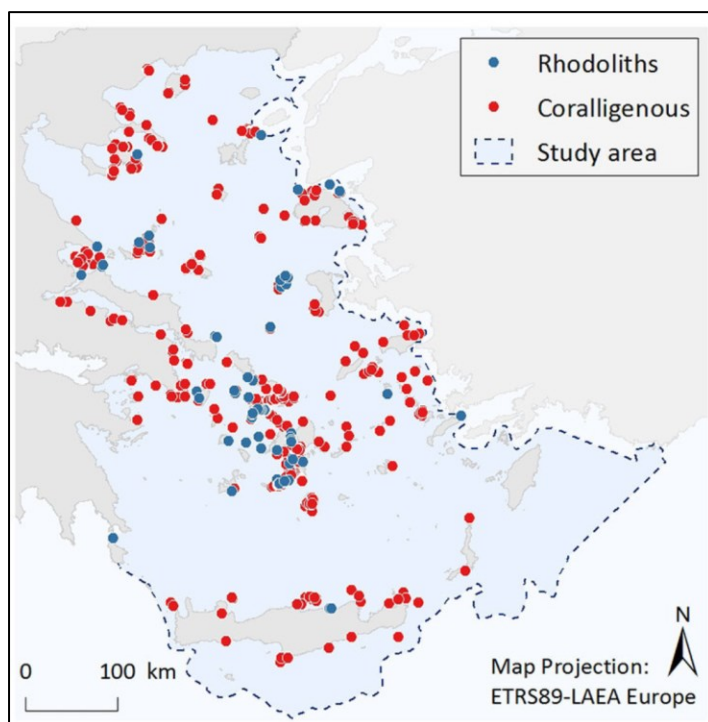 Rhodoliths
Coralligenous
Study area
N
0 100 km
Map Projection:
ETRS89-LAEA Europe